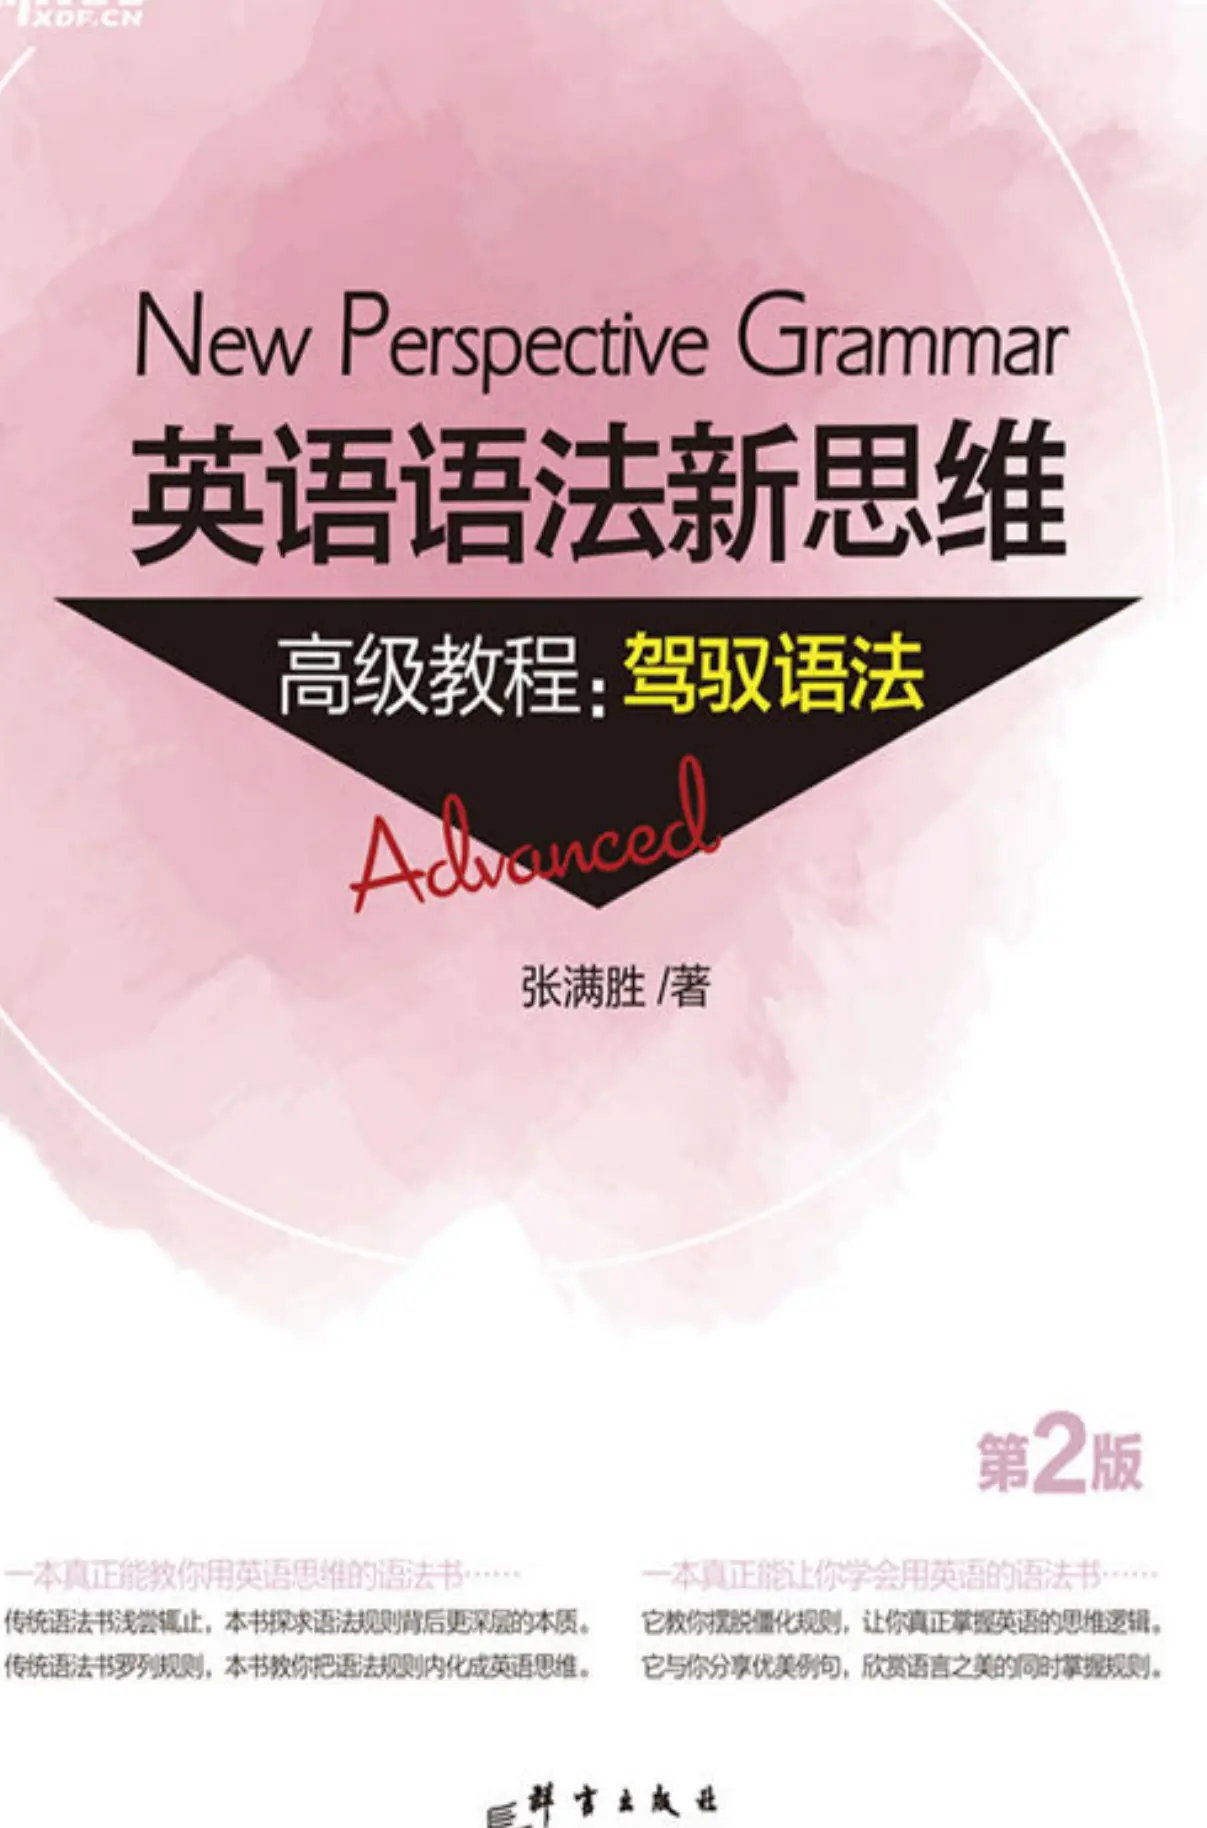 XDF.CN
New Perspective Grammar
英语语法新思维
高级教程：驾驭语法
Advanced
张满胜 /著
第2版
一本真正能教你用英语思维的语法书……
传统语法书浅尝辄止，本书探求语法规则背后更深层的本质。
传统语法书罗列规则，本书教你把语法规则内化成英语思维。
一本真正能让你学会用英语的语法书……
它教你摆脱僵化规则，让你真正掌握英语的思维逻辑。
它与你分享优美例句，欣赏语言之美的同时掌握规则。
群言出版社